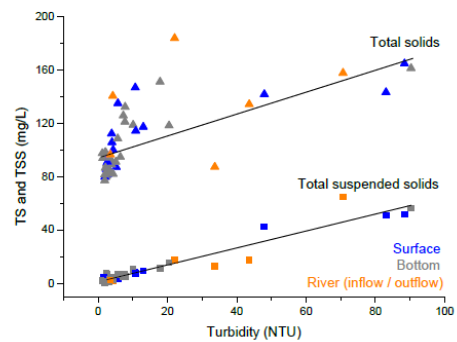 200
160
120
80
40
0
TS and TSS (mg/L)
Total solids
Total suspended solids
Surface
Bottom
River (inflow / outflow)
0 20 40 60 80 100
Turbidity (NTU)